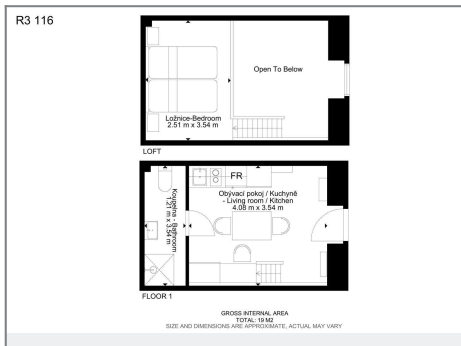 R3 116
Open To Below
Ložnice-Bedroom
2.51 m x 3.54 m
LOFT
FR
Obývací pokoj / Kuchyně
- Living room / Kitchen
4.08 m x 3.54 m
Koupelna - Bathroom
1.21 m x 3.54 m
FLOOR 1
GROSS INTERNAL AREA
TOTAL: 19 M2
SIZE AND DIMENSIONS ARE APPROXIMATE, ACTUAL MAY VARY